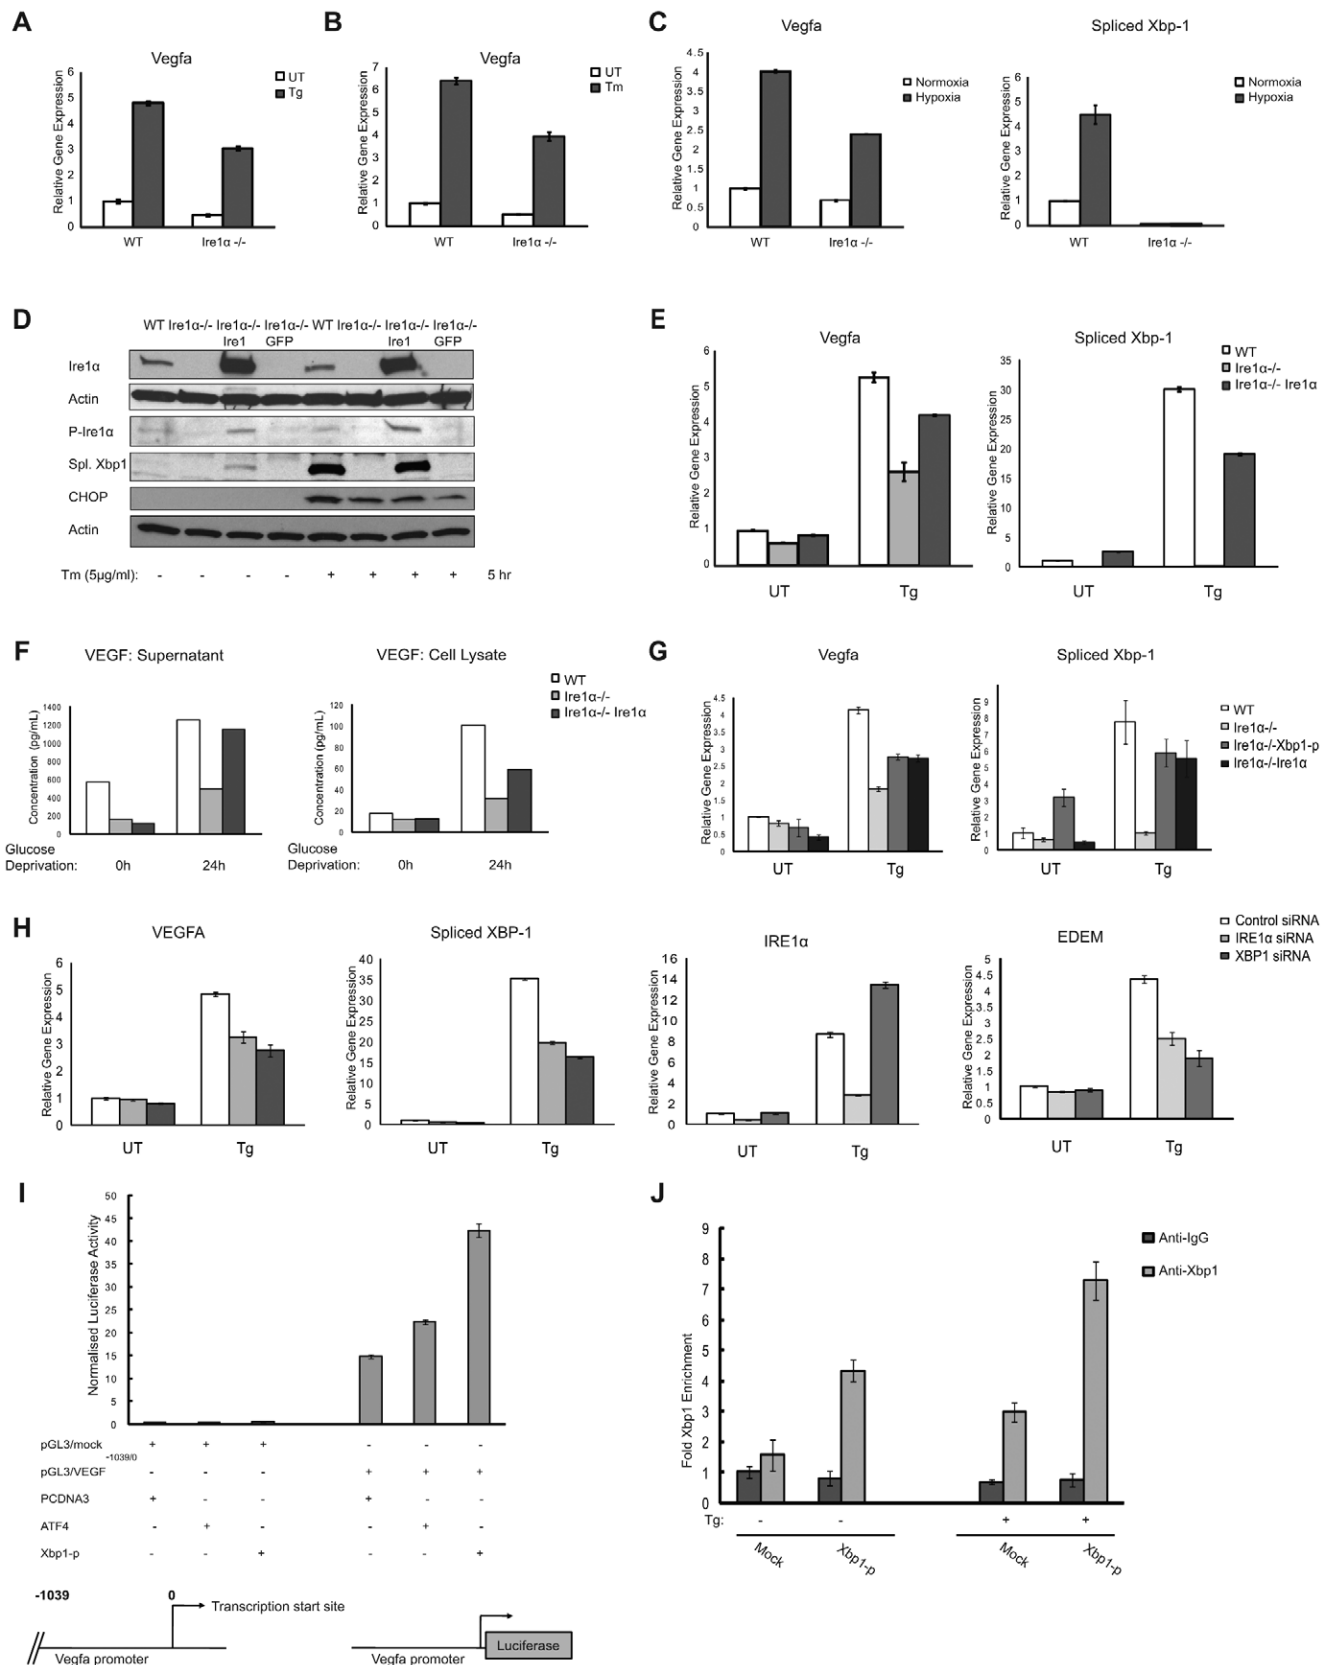 A
Vegfa
Relative Gene Expression
6
5
4
3
2
1
0
UT
Tg
WT Ire1α -/-
B
Vegfa
Relative Gene Expression
7
6
5
4
3
2
1
0
UT
Tm
WT Ire1α -/-
C
Vegfa
Relative Gene Expression
4.5
4
3.5
3
2.5
2
1.5
1
0.5
0
Normoxia
Hypoxia
WT Ire1α -/-
Spliced Xbp-1
Relative Gene Expression
6
5
4
3
2
1
0
Normoxia
Hypoxia
WT Ire1α -/-
D
WT Ire1α-/- Ire1α-/- Ire1α-/- WT Ire1α-/- Ire1α-/- Ire1α-/-
Ire1 GFP Ire1 GFP
Ire1α
Actin
P-Ire1α
Spl. Xbp1
CHOP
Actin
Tm (5µg/ml): - - - - + + + + 5 hr
E
Vegfa
Relative Gene Expression
6
5
4
3
2
1
0
UT Tg
Spliced Xbp-1
Relative Gene Expression
35
30
25
20
15
10
5
0
UT Tg
WT
Ire1α-/-
Ire1α-/- Ire1α
F
VEGF: Supernatant
Concentration (pg/mL)
1400
1200
1000
800
600
400
200
0
Glucose
Deprivation: 0h 24h
VEGF: Cell Lysate
Concentration (pg/mL)
120
100
80
60
40
20
0
Glucose
Deprivation: 0h 24h
WT
Ire1α-/-
Ire1α-/- Ire1α
G
Vegfa
Relative Gene Expression
4.5
4
3.5
3
2.5
2
1.5
1
0.5
0
UT Tg
Spliced Xbp-1
Relative Gene Expression
9
8
7
6
5
4
3
2
1
0
UT Tg
WT
Ire1α-/-
Ire1α-/-Xbp1-p
Ire1α-/-Ire1α
H
VEGFA
Relative Gene Expression
6
5
4
3
2
1
0
UT Tg
Spliced XBP-1
Relative Gene Expression
40
35
30
25
20
15
10
5
0
UT Tg
IRE1α
Relative Gene Expression
16
14
12
10
8
6
4
2
0
UT Tg
EDEM
Relative Gene Expression
5
4.5
4
3.5
3
2.5
2
1.5
1
0.5
0
UT Tg
Control siRNA
IRE1α siRNA
XBP1 siRNA
I
Normalised Luciferase Activity
50
45
40
35
30
25
20
15
10
5
0
pGL3/mock + + + - - -
-1039/0
pGL3/VEGF - - - + + +
PCDNA3 + - - + - -
ATF4 - + - - + -
Xbp1-p - - + - - +
-1039 0
Transcription start site
Vegfa promoter
Vegfa promoter
Luciferase
J
Fold Xbp1 Enrichment
9
8
7
6
5
4
3
2
1
0
Anti-IgG
Anti-Xbp1
Tg: - - + +
Mock Xbp1-p Mock Xbp1-p